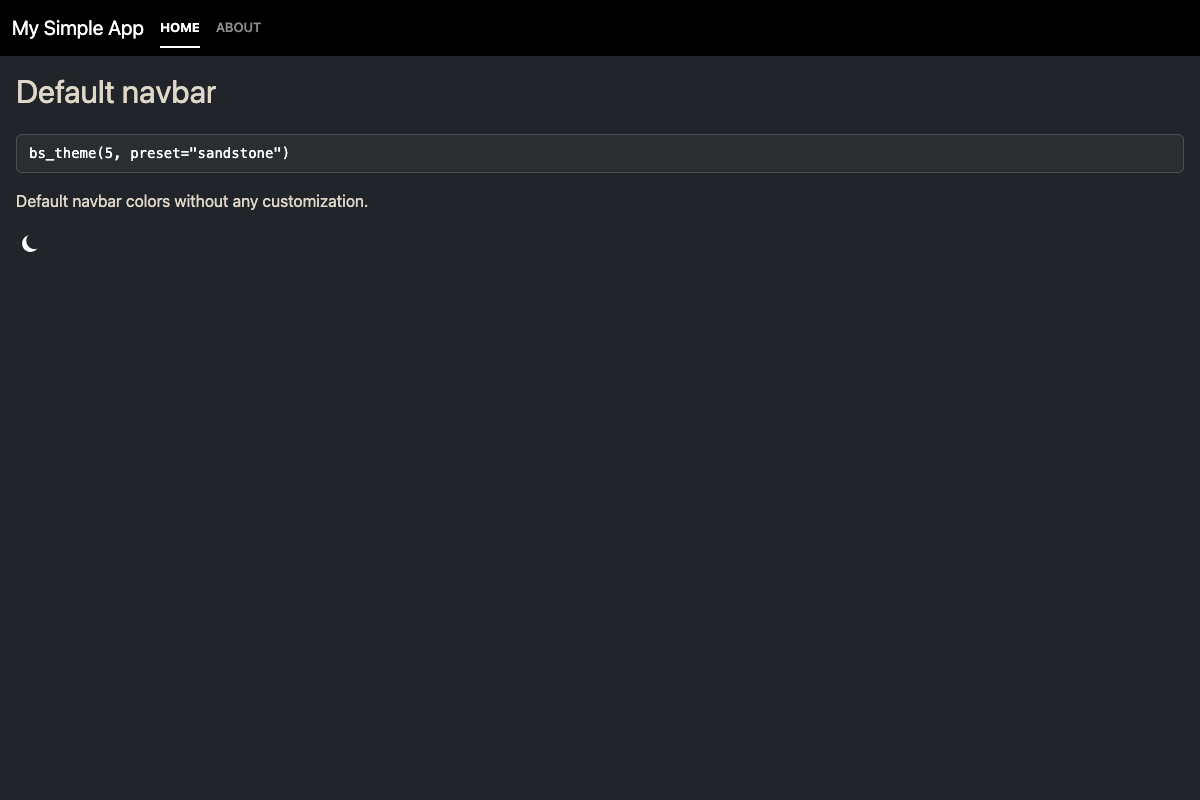 My Simple App HOME ABOUT
Default navbar
bs_theme(5, preset="sandstone")
Default navbar colors without any customization.